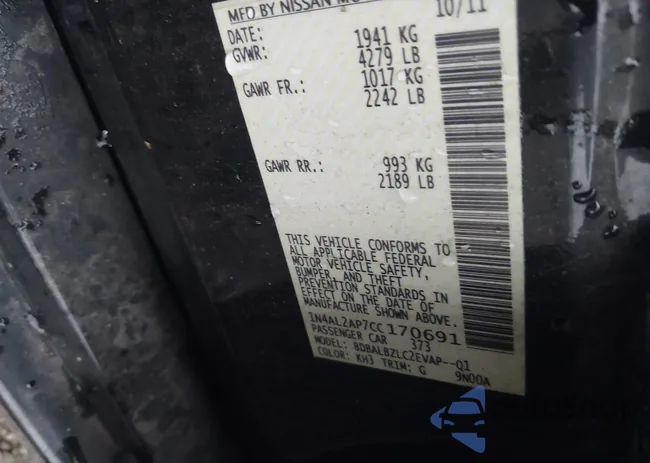 MFD BY NISSAN MO 10/11
DATE:
GVWR: 1941 KG
4279 LB
GAWR FR.: 1017 KG
2242 LB
GAWR RR.: 993 KG
2189 LB
THIS VEHICLE CONFORMS TO
ALL APPLICABLE FEDERAL
MOTOR VEHICLE SAFETY,
BUMPER, AND THEFT
PREVENTION STANDARDS IN
EFFECT ON THE DATE OF
MANUFACTURE SHOWN ABOVE.
1N4AL2AP7CC170691
PASSENGER CAR 373
MODEL: BDBALBZLC2EVAP--Q1
COLOR: KH3 TRIM: G 9N00A